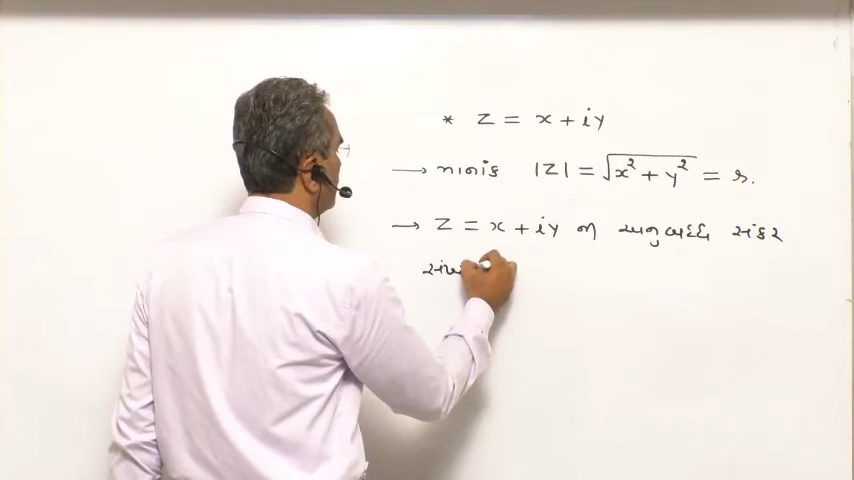 * z = x + iy
→ માનાંક |z| = √x² + y² = r.
→ z = x + iy ની અનુબદ્ધ સંકર
સંખ